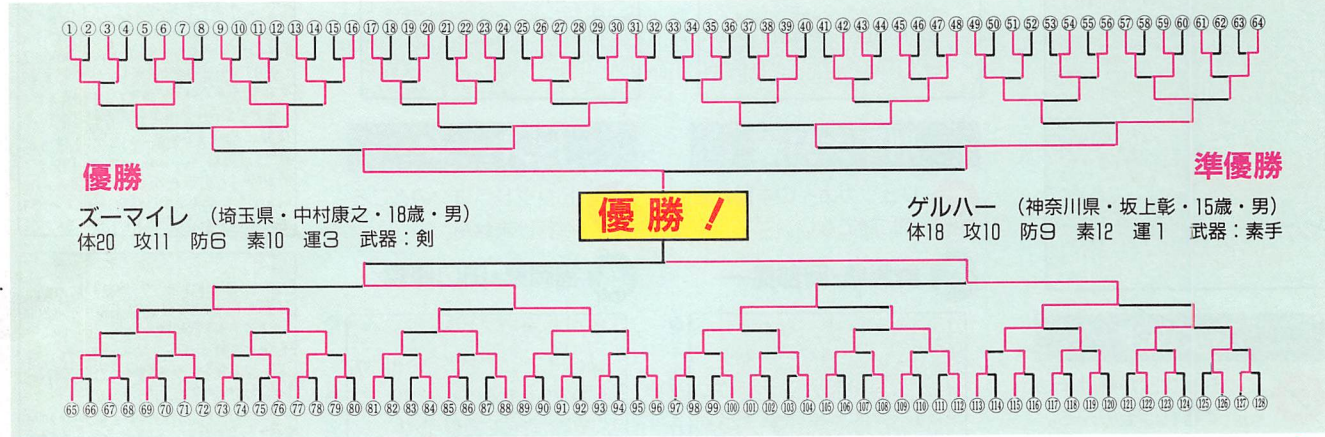 ① ② ③ ④ ⑤ ⑥ ⑦ ⑧ ⑨ ⑩ ⑪ ⑫ ⑬ ⑭ ⑮ ⑯ ⑰ ⑱ ⑲ ⑳ ㉑ ㉒ ㉓ ㉔ ㉕ ㉖ ㉗ ㉘ ㉙ ㉚ ㉛ ㉜ ㉝ ㉞ ㉟ ㊱ ㊲ ㊳ ㊴ ㊵ ㊶ ㊷ ㊸ ㊹ ㊺ ㊻ ㊼ ㊽ ㊾ ㊿ 51 52 53 54 55 56 57 58 59 60 61 62 63 64
優勝
ズーマイレ (埼玉県・中村康之・18歳・男)
体20 攻11 防6 素10 運3 武器:剣
優勝!
準優勝
ゲルハー (神奈川県・坂上彰・15歳・男)
体18 攻10 防9 素12 運1 武器:素手
65 66 67 68 69 70 71 72 73 74 75 76 77 78 79 80 81 82 83 84 85 86 87 88 89 90 91 92 93 94 95 96 97 98 99 100 101 102 103 104 105 106 107 108 109 110 111 112 113 114 115 116 117 118 119 120 121 122 123 124 125 126 127 128